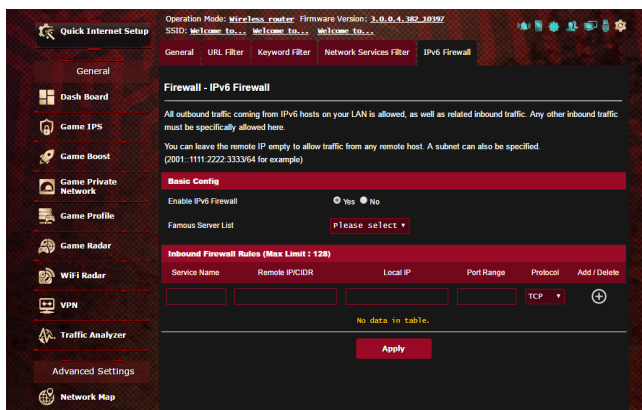 Quick Internet Setup
Operation Mode: Wireless router Firmware Version: 3.0.0.4.382_10397
SSID: Welcome to... Welcome to... Welcome to...
General URL Filter Keyword Filter Network Services Filter IPv6 Firewall
General
Dash Board
Game IPS
Game Boost
Game Private
Network
Game Profile
Game Radar
WiFi Radar
VPN
Traffic Analyzer
Advanced Settings
Network Map
Firewall - IPv6 Firewall
All outbound traffic coming from IPv6 hosts on your LAN is allowed, as well as related inbound traffic. Any other inbound traffic
must be specifically allowed here.
You can leave the remote IP empty to allow traffic from any remote host. A subnet can also be specified.
(2001::1111:2222:3333/64 for example)
Basic Config
Enable IPv6 Firewall Yes No
Famous Server List Please select
Inbound Firewall Rules (Max Limit : 128)
Service Name Remote IP/CIDR Local IP Port Range Protocol Add / Delete
TCP
No data in table.
Apply